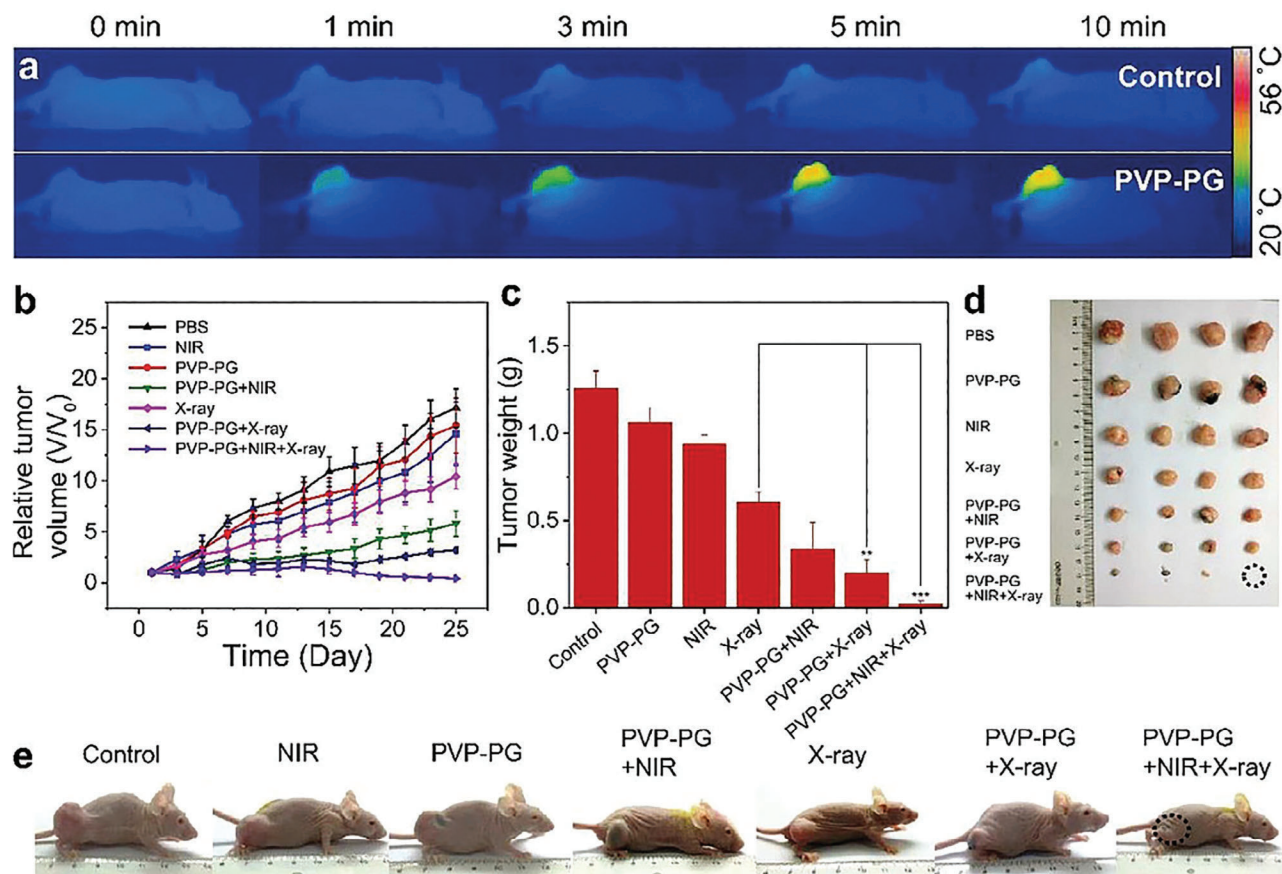 0 min 1 min 3 min 5 min 10 min
a
Control
PVP-PG
56 °C
20 °C
b
Relative tumor
volume (V/V0)
25
20
15
10
5
0
PBS
NIR
PVP-PG
PVP-PG+NIR
X-ray
PVP-PG+X-ray
PVP-PG+NIR+X-ray
0 5 10 15 20 25
Time (Day)
c
Tumor weight (g)
1.5
1.0
0.5
0.0
**
***
Control
PVP-PG
NIR
X-ray
PVP-PG+NIR
PVP-PG+X-ray
PVP-PG+NIR+X-ray
d
PBS
PVP-PG
NIR
X-ray
PVP-PG
+NIR
PVP-PG
+X-ray
PVP-PG
+NIR+X-ray
e
Control
NIR
PVP-PG
PVP-PG
+NIR
X-ray
PVP-PG
+X-ray
PVP-PG
+NIR+X-ray